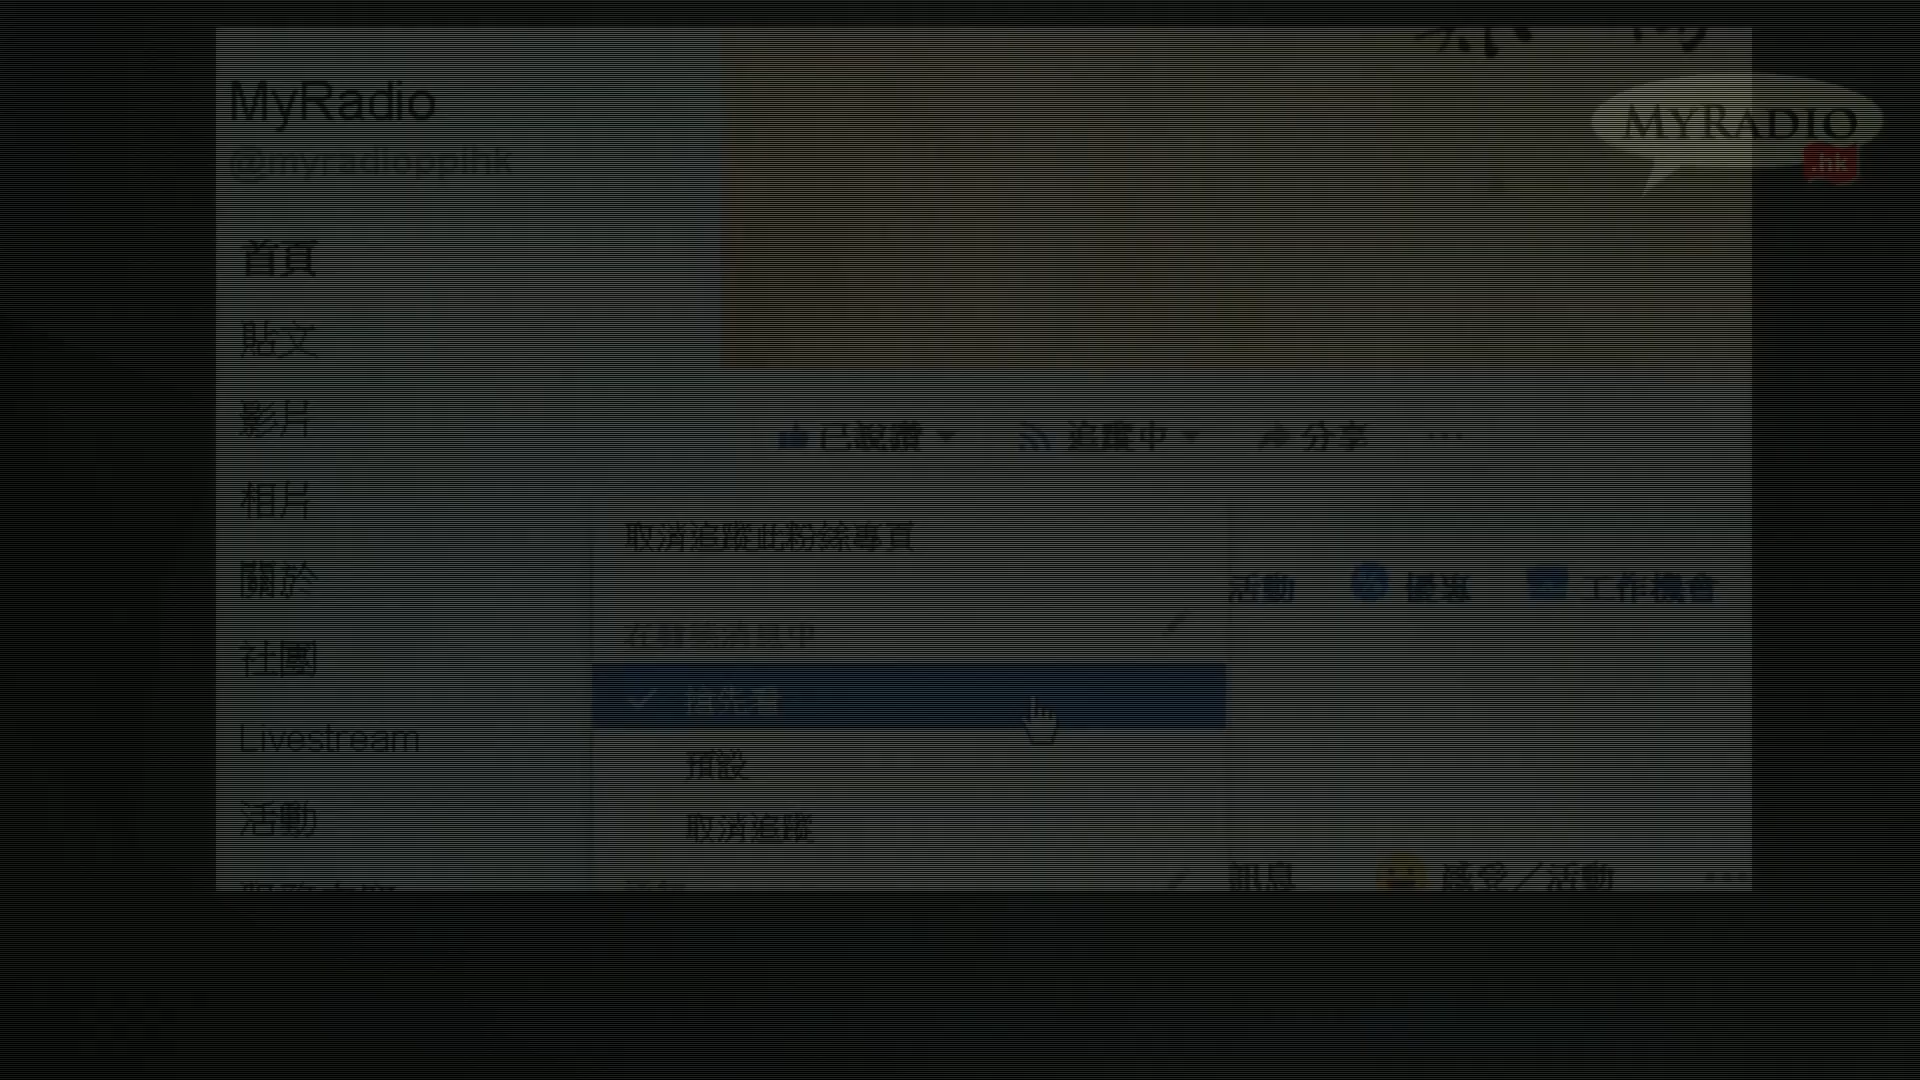 MyRadio
@myradioppihk
MYRADIO
.hk
首頁
貼文
影片
相片
關於
社團
Livestream
活動
已說讚
追蹤中
分享
取消追蹤此粉絲專頁
在動態消息中
搶先看
預設
取消追蹤
活動
優惠
工作機會
訊息
感受／活動